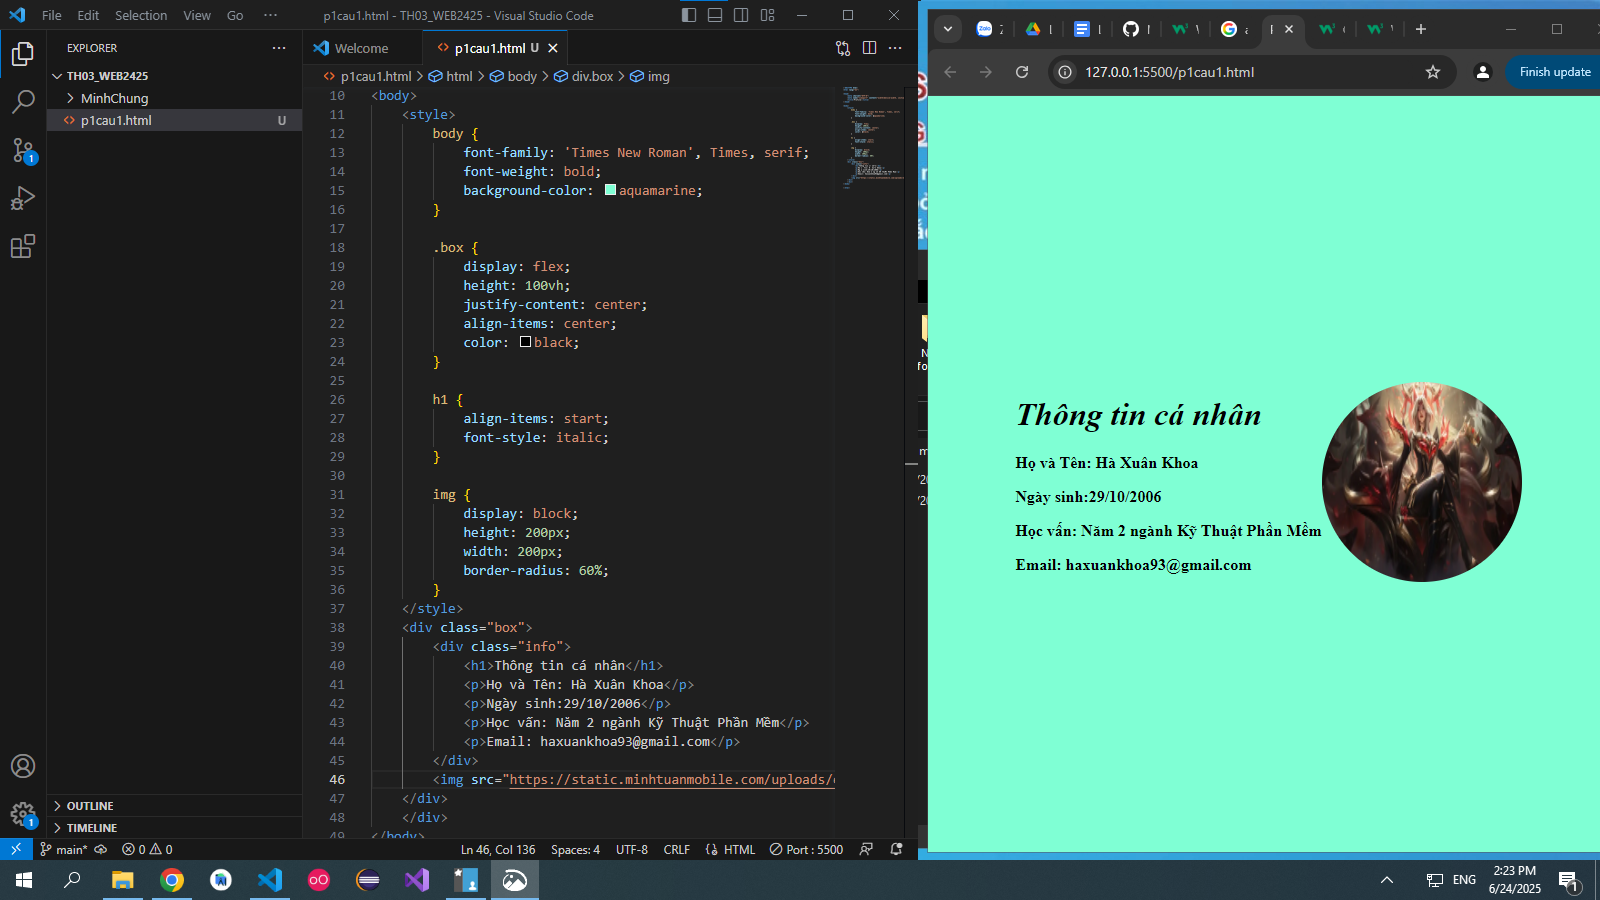 File Edit Selection View Go ··· p1cau1.html - TH03_WEB2425 - Visual Studio Code
EXPLORER ···
TH03_WEB2425
MinhChung
p1cau1.html U
OUTLINE
TIMELINE
Welcome
p1cau1.html U
p1cau1.html > html > body > div.box > img
10 <body>
11 <style>
12 body {
13 font-family: 'Times New Roman', Times, serif;
14 font-weight: bold;
15 background-color: aquamarine;
16 }
17
18 .box {
19 display: flex;
20 height: 100vh;
21 justify-content: center;
22 align-items: center;
23 color: black;
24 }
25
26 h1 {
27 align-items: start;
28 font-style: italic;
29 }
30
31 img {
32 display: block;
33 height: 200px;
34 width: 200px;
35 border-radius: 60%;
36 }
37 </style>
38 <div class="box">
39 <div class="info">
40 <h1>Thông tin cá nhân</h1>
41 <p>Họ và Tên: Hà Xuân Khoa</p>
42 <p>Ngày sinh:29/10/2006</p>
43 <p>Học vấn: Năm 2 ngành Kỹ Thuật Phần Mềm</p>
44 <p>Email: haxuankhoa93@gmail.com</p>
45 </div>
46 <img src="https://static.minhtuanmobile.com/uploads/
47 </div>
48 </div>
49 </body>
main* 0 0 Ln 46, Col 136 Spaces: 4 UTF-8 CRLF HTML Port : 5500
127.0.0.1:5500/p1cau1.html
Finish update
Thông tin cá nhân
Họ và Tên: Hà Xuân Khoa
Ngày sinh:29/10/2006
Học vấn: Năm 2 ngành Kỹ Thuật Phần Mềm
Email: haxuankhoa93@gmail.com
ENG
2:23 PM
6/24/2025
1